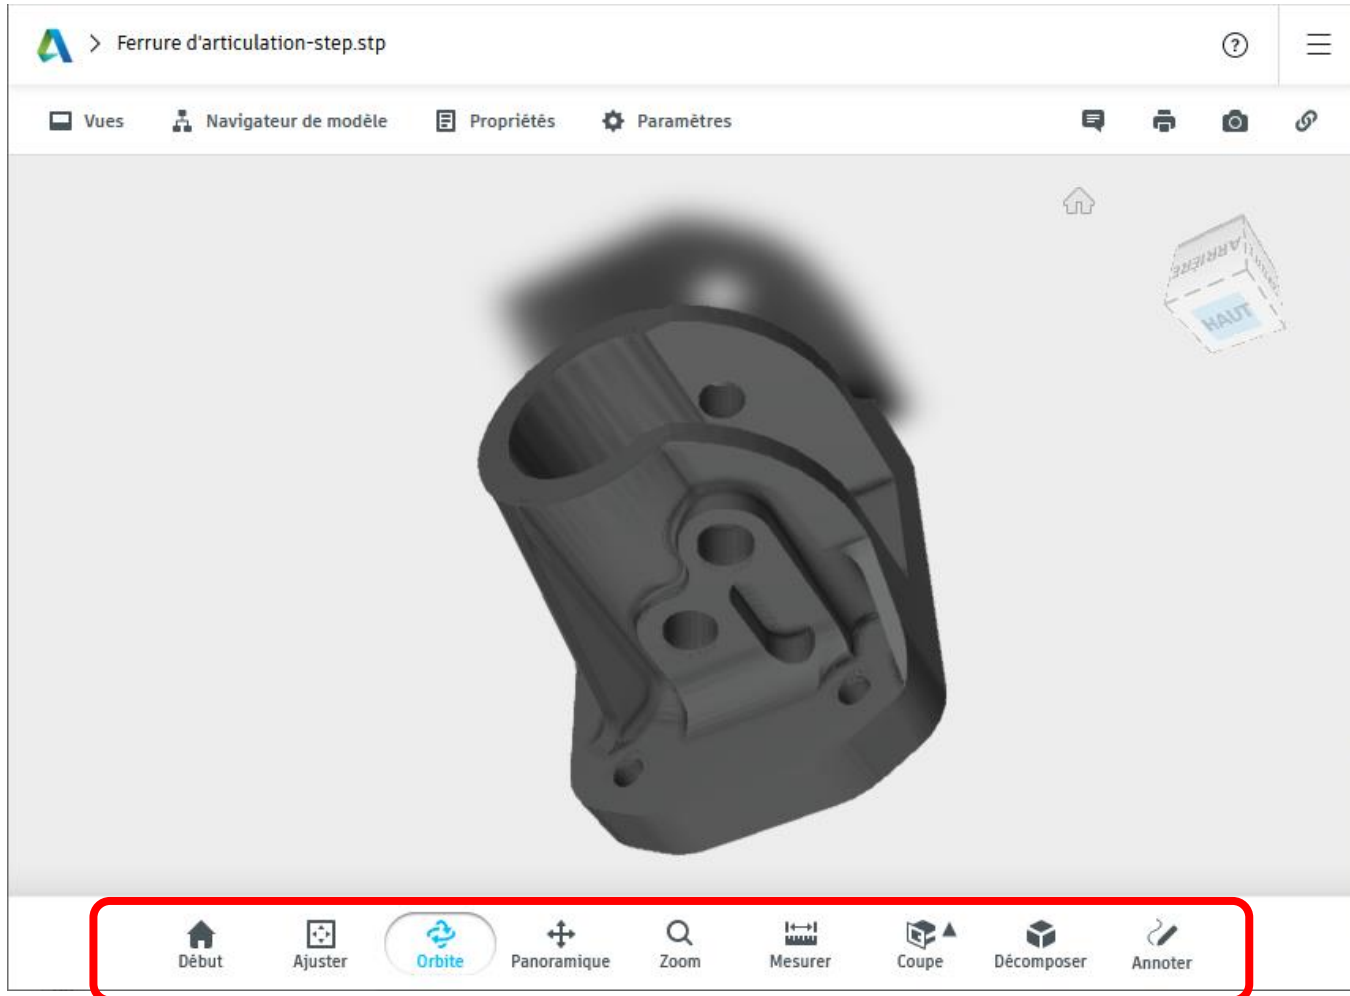 Ferrure d'articulation-step.stp
Vues Navigateur de modèle Propriétés Paramètres
ARRIÈRE
HAUT
Début Ajuster Orbite Panoramique Zoom Mesurer Coupe Décomposer Annoter